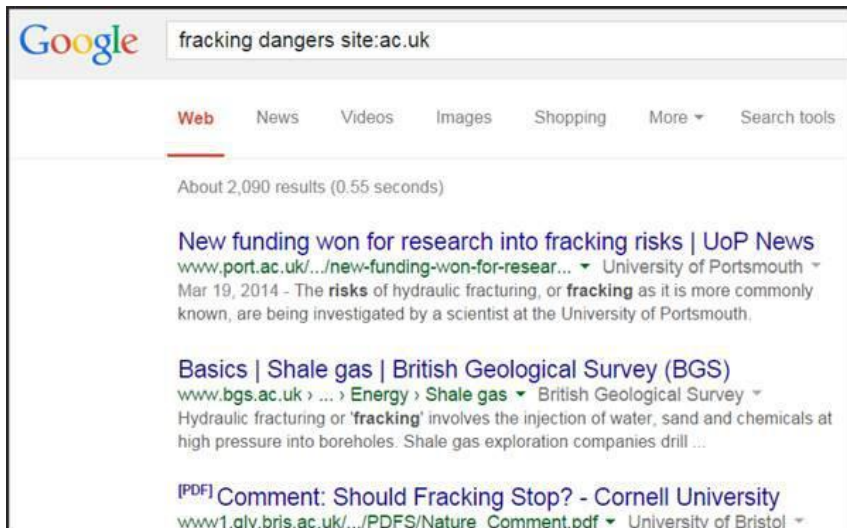 Google fracking dangers site:ac.uk
Web News Videos Images Shopping More Search tools
About 2,090 results (0.55 seconds)
New funding won for research into fracking risks | UoP News
www.port.ac.uk/.../new-funding-won-for-resear... University of Portsmouth
Mar 19, 2014 - The risks of hydraulic fracturing, or fracking as it is more commonly
known, are being investigated by a scientist at the University of Portsmouth.
Basics | Shale gas | British Geological Survey (BGS)
www.bgs.ac.uk › ... › Energy › Shale gas British Geological Survey
Hydraulic fracturing or 'fracking' involves the injection of water, sand and chemicals at
high pressure into boreholes. Shale gas exploration companies drill ...
[PDF] Comment: Should Fracking Stop? - Cornell University
www1.gly.bris.ac.uk/.../PDFS/Nature_Comment.pdf University of Bristol